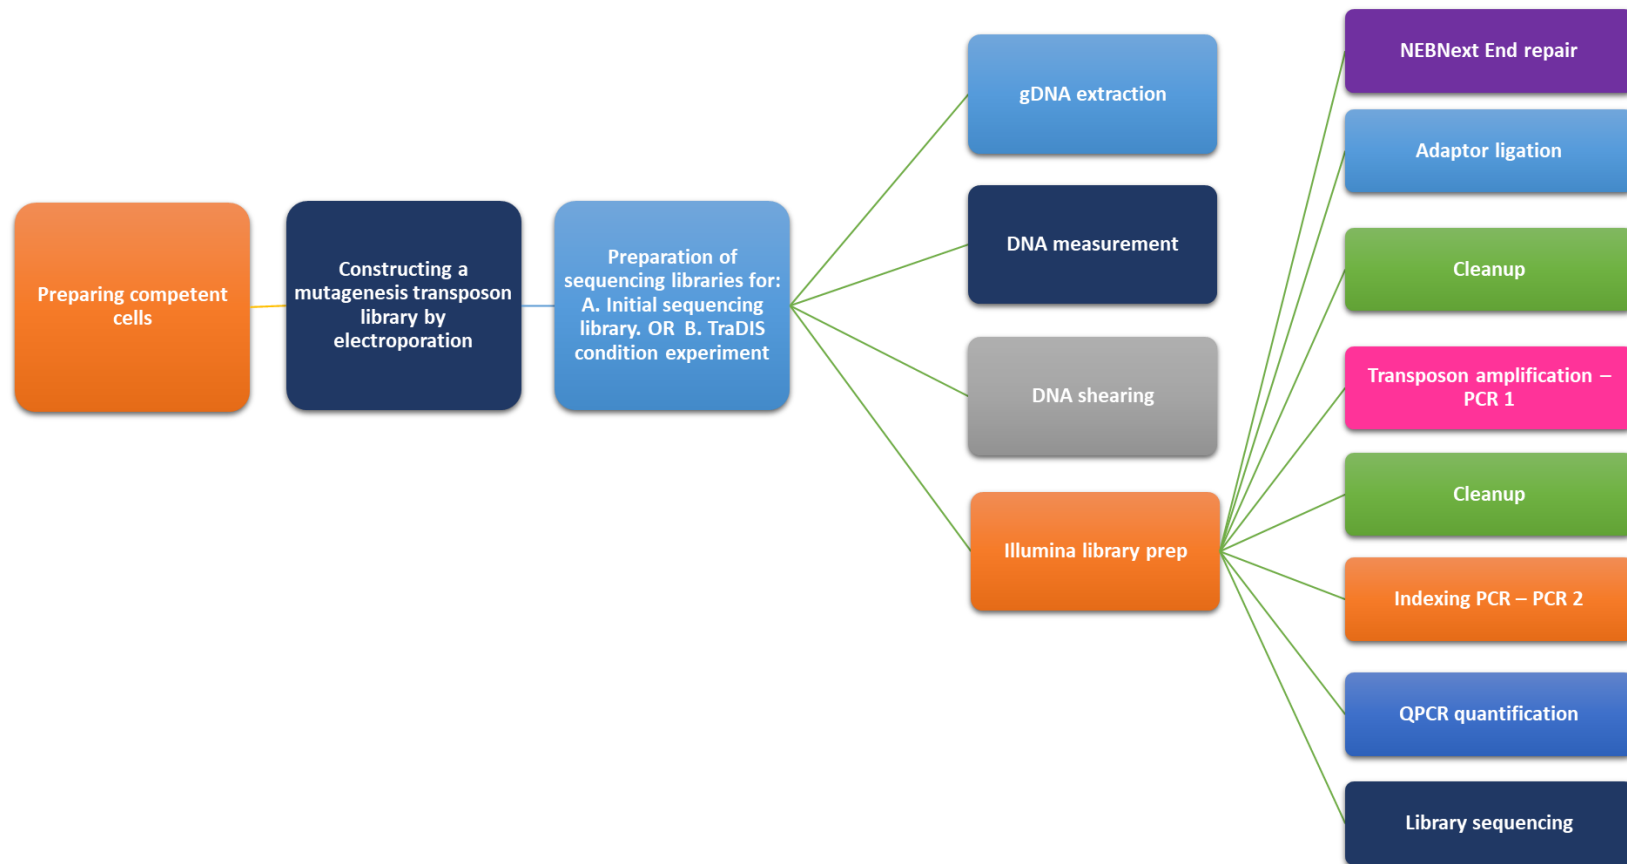 Preparing competent
cells
Constructing a
mutagenesis transposon
library by
electroporation
Preparation of
sequencing libraries for:
A. Initial sequencing
library. OR B. TraDIS
condition experiment
gDNA extraction
DNA measurement
DNA shearing
Illumina library prep
NEBNext End repair
Adaptor ligation
Cleanup
Transposon amplification –
PCR 1
Cleanup
Indexing PCR – PCR 2
QPCR quantification
Library sequencing